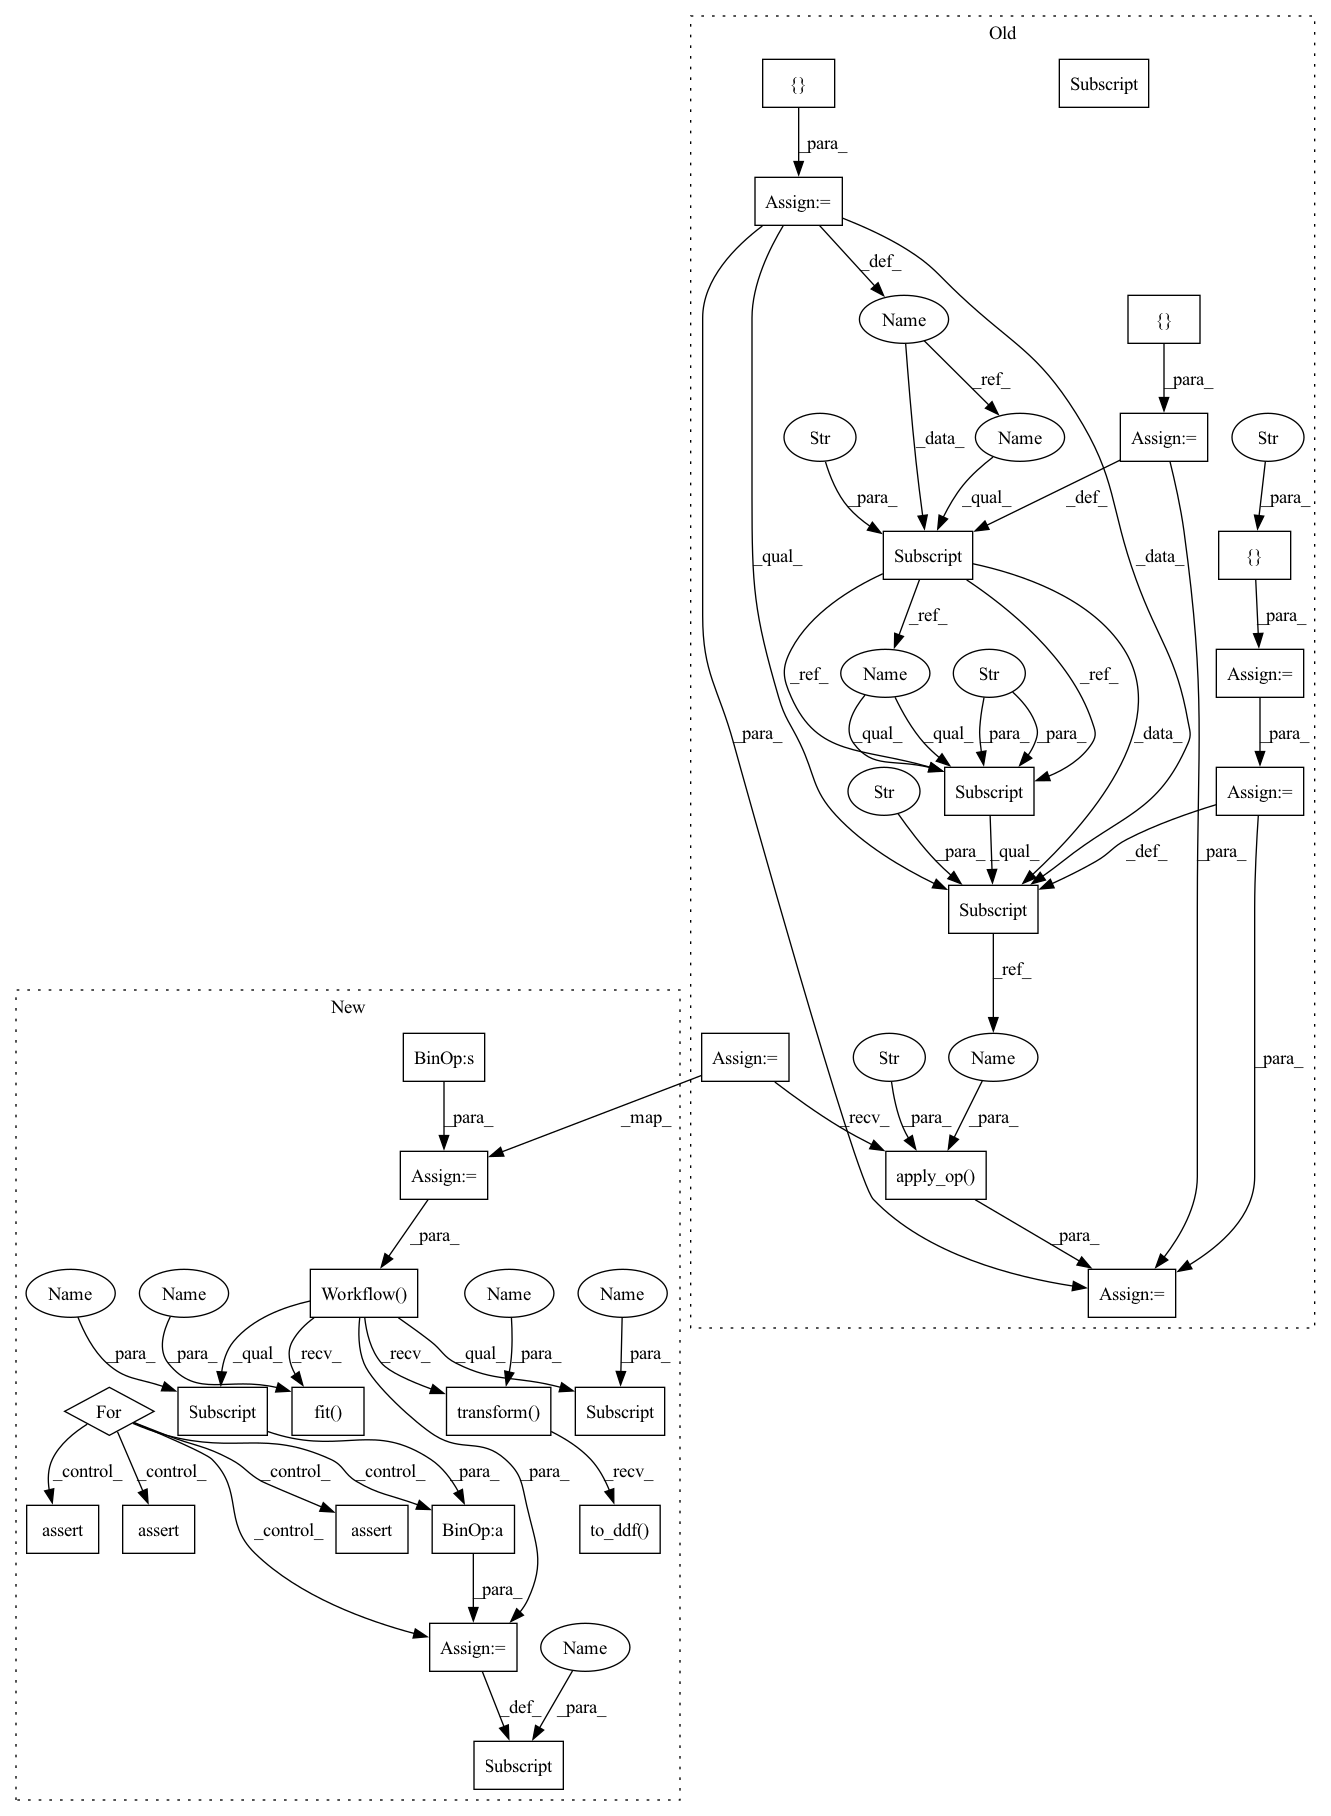 Old
{}
Subscript
_para_
Assign:=
_def_
Name
{}
_ref_
_para_
Str
_data_
Name
Assign:=
Str
_para_
_qual_
_def_
_para_
_qual_
Subscript
_data_
{}
_ref_
_para_
_ref_
Name
Str
_ref_
Assign:=
_para_
_qual_
_qual_
_para_
_para_
_data_
_para_
Str
Subscript
Assign:=
_para_
_qual_
_def_
_para_
Subscript
_ref_
New
BinOp:s
Assign:=
Str
Name
_para_
_para_
_map_
_recv_
_para_
_para_
Assign:=
apply_op()
_para_
_para_
Name
Name
Workflow()
Name
Name
Assign:=
_para_
_para_
_qual_
_recv_
_recv_
_para_
_qual_
_para_
For
Subscript
fit()
transform()
Subscript
_control_
_control_
_control_
_control_
_para_
_para_
_recv_
assert
assert
_control_
assert
BinOp:a
to_ddf()
_para_
Assign:=
Name
_def_
_para_
Subscript